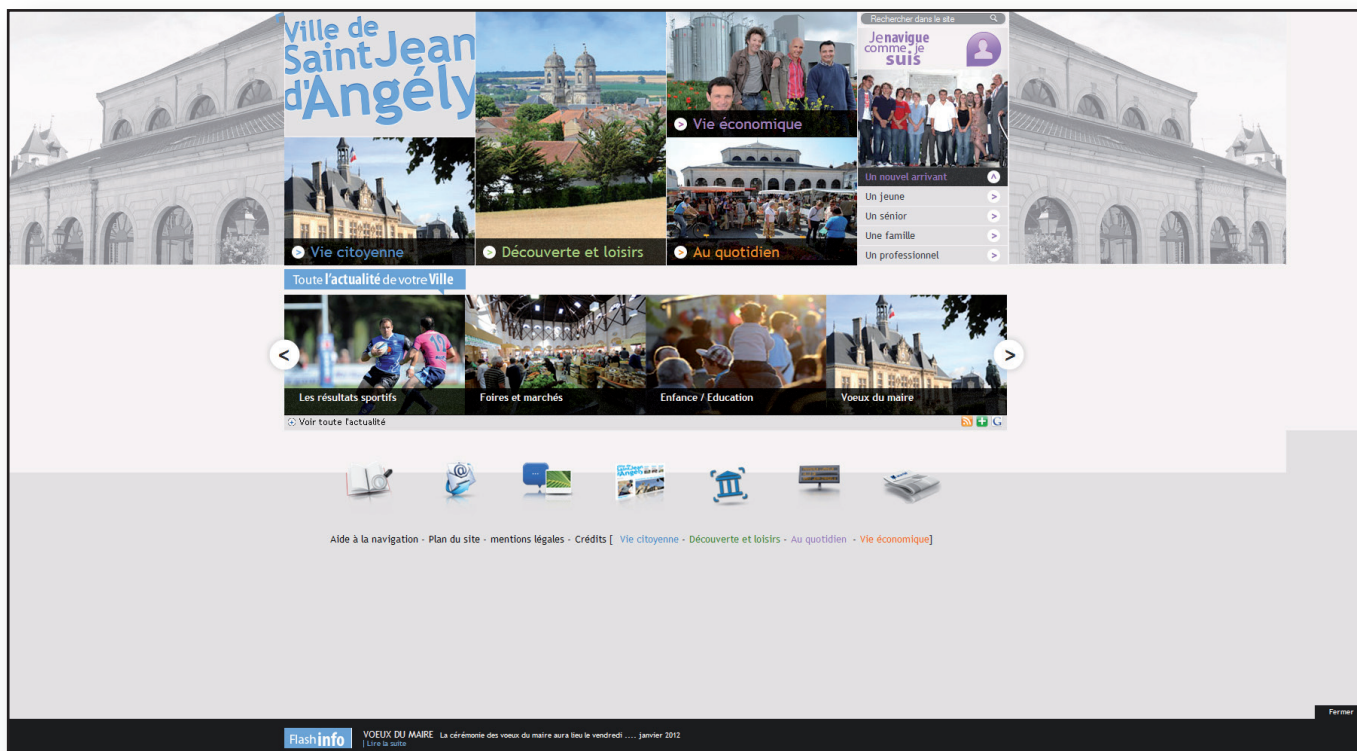 Ville de
Saint Jean
d'Angély
Rechercher dans le site
Je navigue
comme je
suis
Vie économique
Un nouvel arrivant
Un jeune
Un sénior
Une famille
Un professionnel
Vie citoyenne
Découverte et loisirs
Au quotidien
Toute l'actualité de votre Ville
Les résultats sportifs
Foires et marchés
Enfance / Education
Voeux du maire
Voir toute l'actualité
Aide à la navigation - Plan du site - mentions légales - Crédits [ Vie citoyenne - Découverte et loisirs - Au quotidien - Vie économique]
Fermer
Flash info
VOEUX DU MAIRE La cérémonie des voeux du maire aura lieu le vendredi .... janvier 2012
| Lire la suite